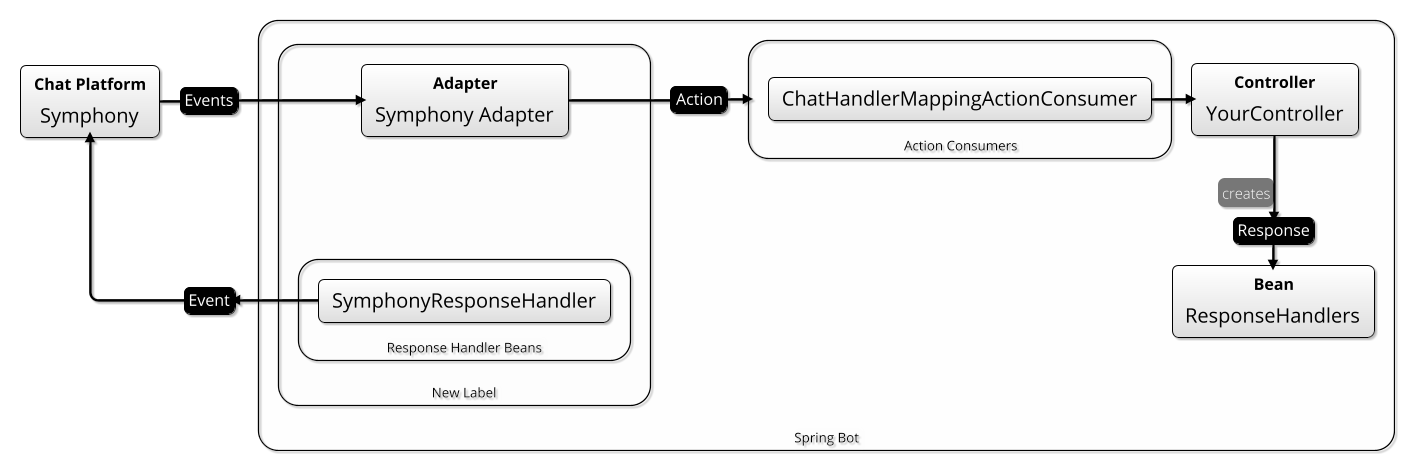 Chat Platform
Symphony
Events
Adapter
Symphony Adapter
Action
ChatHandlerMappingActionConsumer
Action Consumers
Controller
YourController
creates
Response
Bean
ResponseHandlers
Event
SymphonyResponseHandler
Response Handler Beans
New Label
Spring Bot